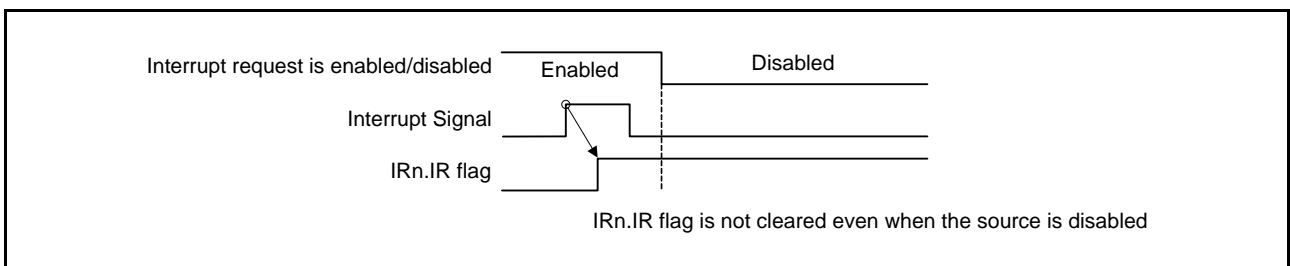 Interrupt request is enabled/disabled Enabled Disabled
Interrupt Signal
IRn.IR flag
IRn.IR flag is not cleared even when the source is disabled